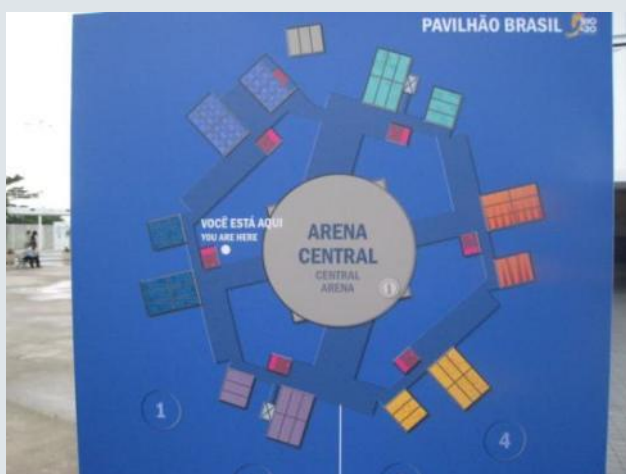 PAVILHÃO BRASIL
VOCÊ ESTÁ AQUI
YOU ARE HERE
ARENA
CENTRAL
CENTRAL
ARENA
i
1
4